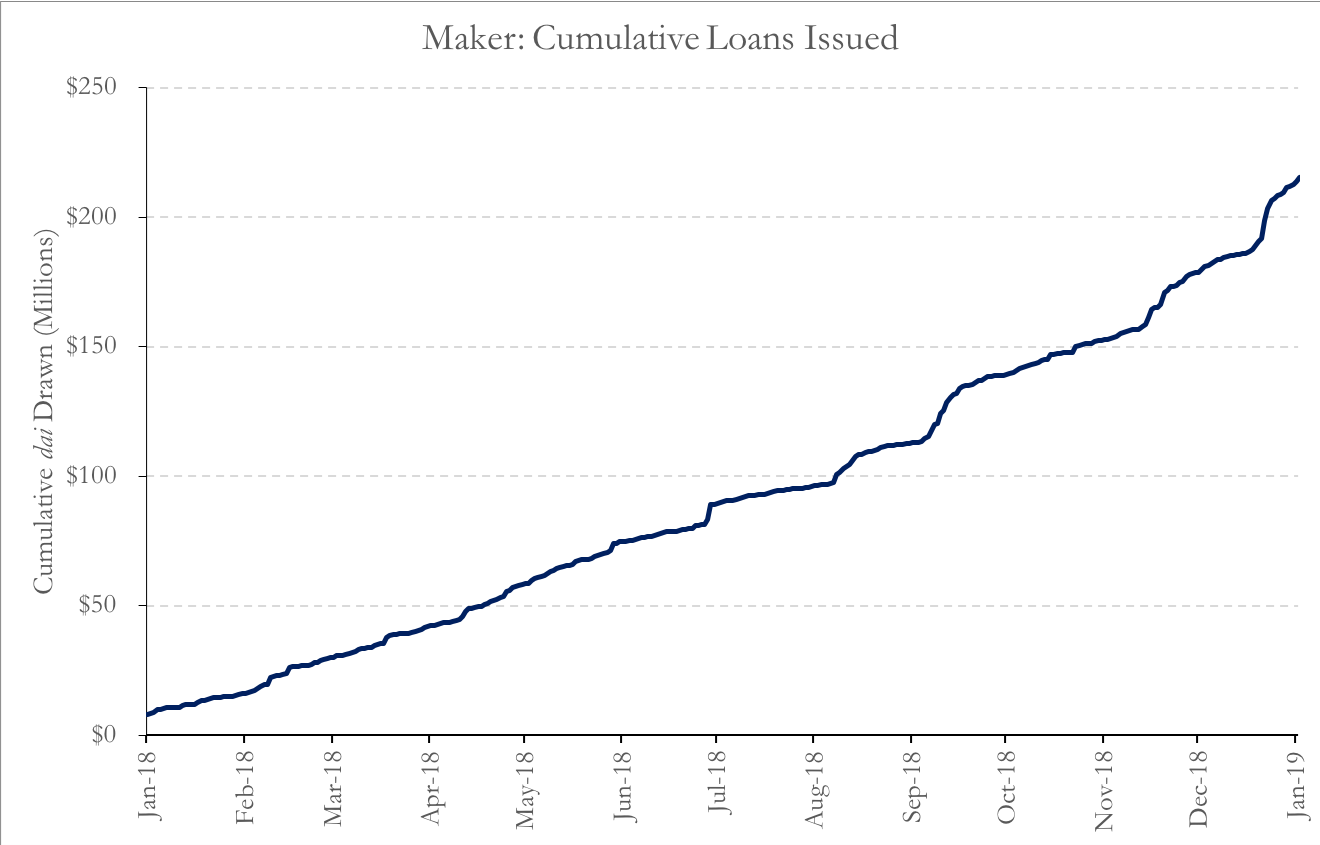 Maker: Cumulative Loans Issued
Cumulative dai Drawn (Millions)
$250
$200
$150
$100
$50
$0
Jan-18
Feb-18
Mar-18
Apr-18
May-18
Jun-18
Jul-18
Aug-18
Sep-18
Oct-18
Nov-18
Dec-18
Jan-19